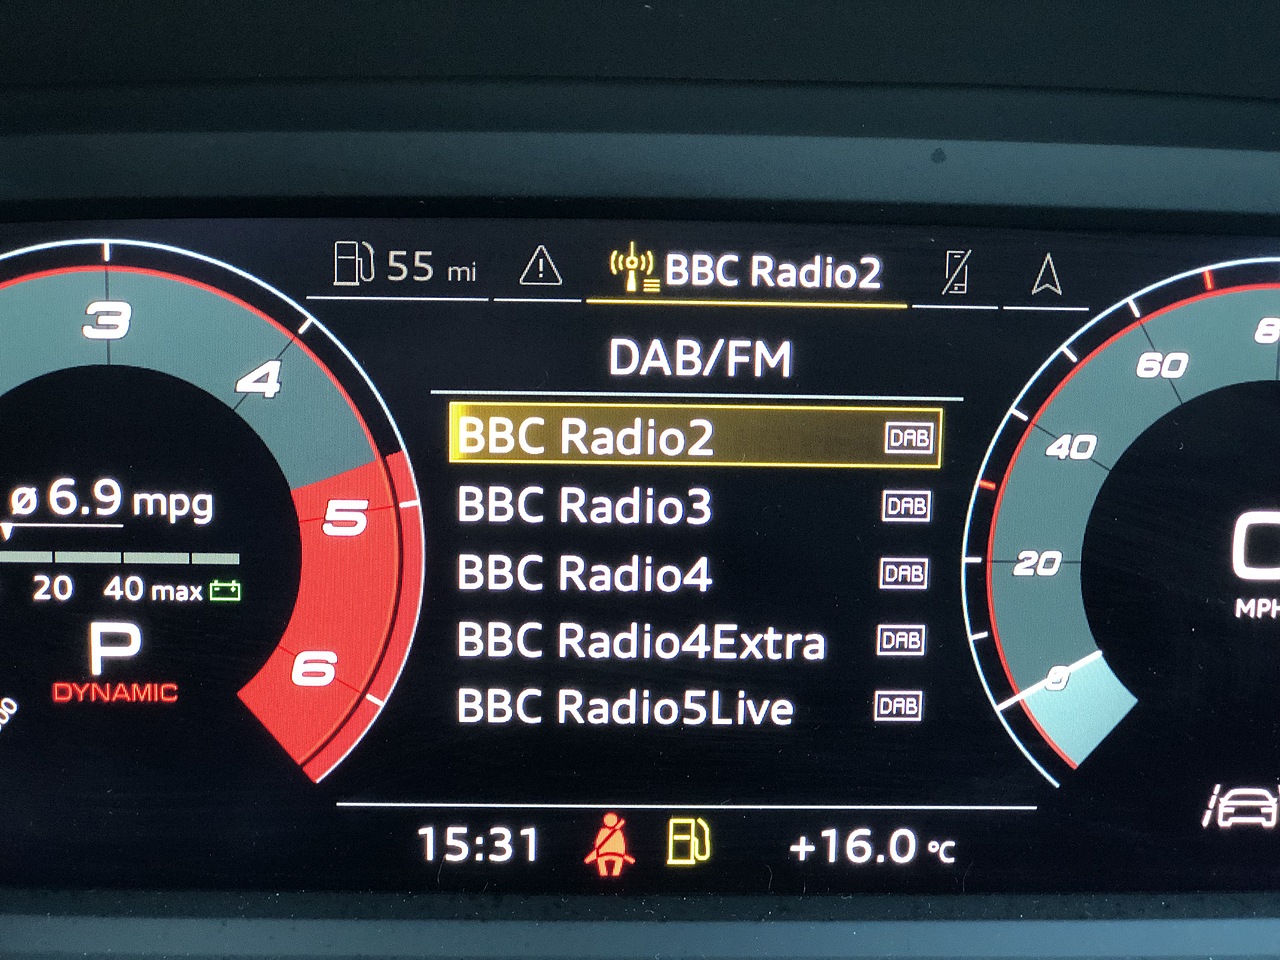 55 mi
BBC Radio2
DAB/FM
BBC Radio2 DAB
BBC Radio3 DAB
BBC Radio4 DAB
BBC Radio4Extra DAB
BBC Radio5Live DAB
3
4
5
6
ø 6.9 mpg
20 40 max
P
DYNAMIC
60
40
20
0
MPH
15:31
+16.0 °C